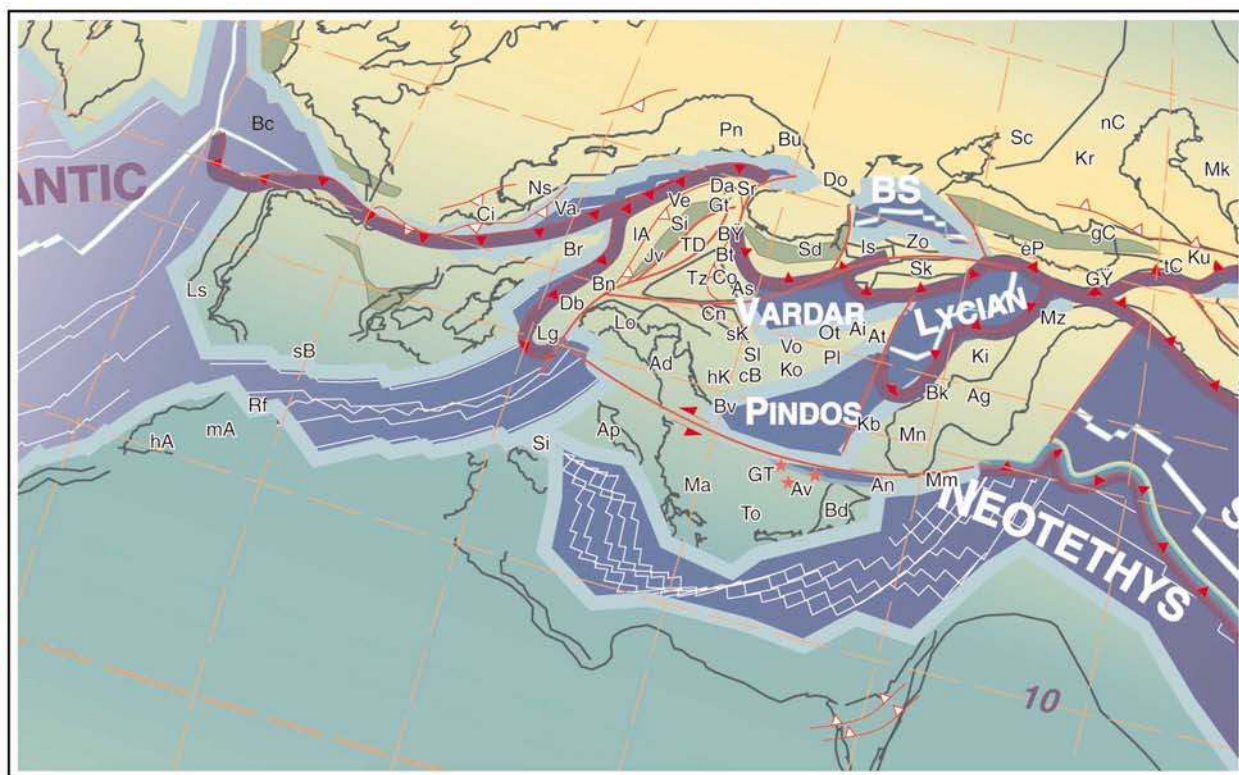 Bc
ANTIC
Ls
sB
Rf
hA
mA
Ns
Ci
Va
Br
Pn
Bu
Da
Sr
Ve
Gt
Si
IA
TD
Jv
BŸ
Bt
Tz
Co
As
Bn
Db
Lg
Lo
Cn
sK
Do
BS
Sd
Is
Zo
Sk
eP
Sc
nC
Kr
Mk
gC
Ku
tC
GŸ
VARDAR
LYCIAN
Mz
Ot
Ai
At
Vo
Sl
Pl
cB
Ko
hK
Ad
Bv
PINDOS
Kb
Bk
Ki
Ag
Mn
Ap
Si
Ma
GT
Av
To
Bd
An
Mm
NEOTETHYS
S
10